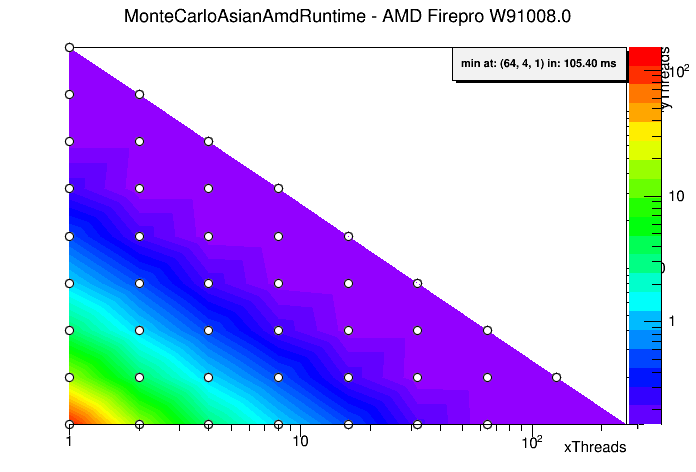 MonteCarloAsianAmdRuntime - AMD Firepro W91008.0
min at: (64, 4, 1) in: 105.40 ms
yThreads
10²
10
1
1
10
10²
xThreads